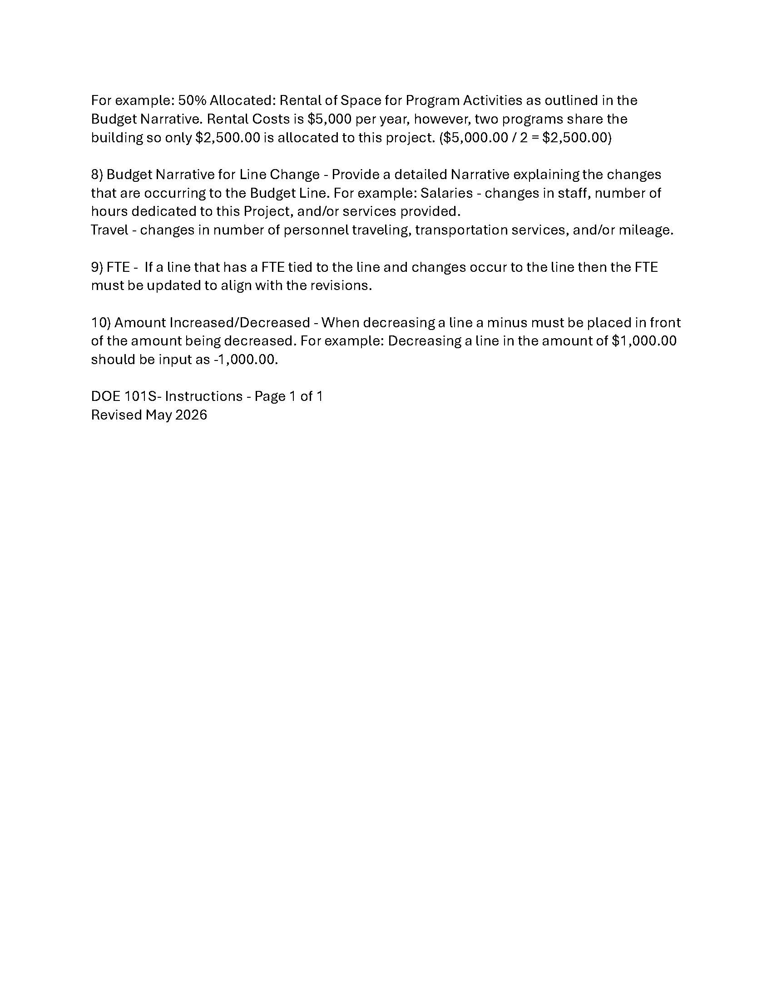 For example: 50% Allocated: Rental of Space for Program Activities as outlined in the
Budget Narrative. Rental Costs is $5,000 per year, however, two programs share the
building so only $2,500.00 is allocated to this project. ($5,000.00 / 2 = $2,500.00)
8) Budget Narrative for Line Change - Provide a detailed Narrative explaining the changes
that are occurring to the Budget Line. For example: Salaries - changes in staff, number of
hours dedicated to this Project, and/or services provided.
Travel - changes in number of personnel traveling, transportation services, and/or mileage.
9) FTE -  If a line that has a FTE tied to the line and changes occur to the line then the FTE
must be updated to align with the revisions.
10) Amount Increased/Decreased - When decreasing a line a minus must be placed in front
of the amount being decreased. For example: Decreasing a line in the amount of $1,000.00
should be input as -1,000.00.
DOE 101S- Instructions - Page 1 of 1
Revised May 2026